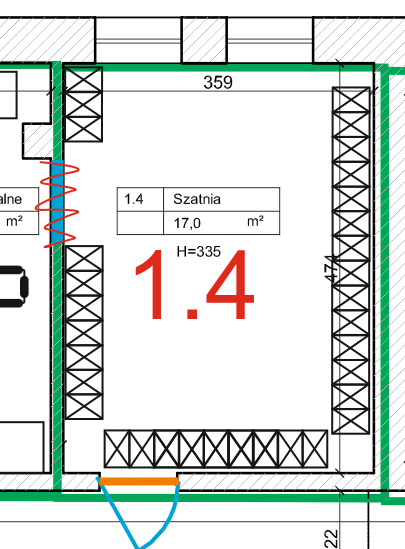 359
alne
m²
1.4 Szatnia
17,0 m²
H=335
1.4
474
22